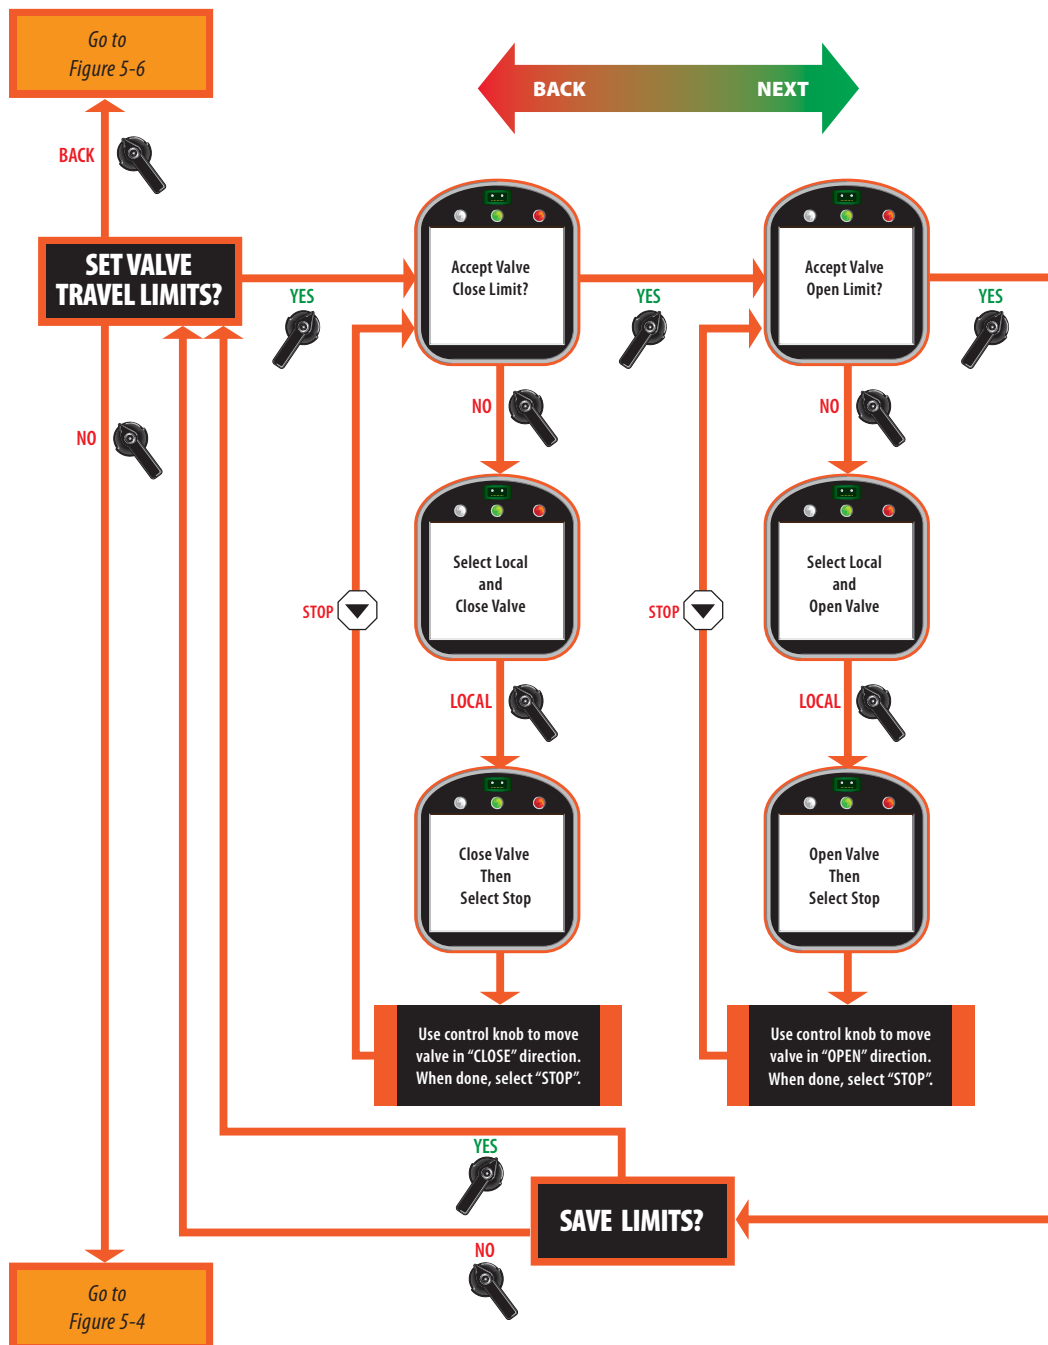 Go to
Figure 5-6
BACK
NEXT
BACK
SET VALVE
TRAVEL LIMITS?
YES
Accept Valve
Close Limit?
YES
Accept Valve
Open Limit?
YES
NO
NO
NO
Select Local
and
Close Valve
Select Local
and
Open Valve
STOP
STOP
LOCAL
LOCAL
Close Valve
Then
Select Stop
Open Valve
Then
Select Stop
Use control knob to move
valve in “CLOSE” direction.
When done, select “STOP”.
Use control knob to move
valve in “OPEN” direction.
When done, select “STOP”.
YES
SAVE LIMITS?
NO
Go to
Figure 5-4